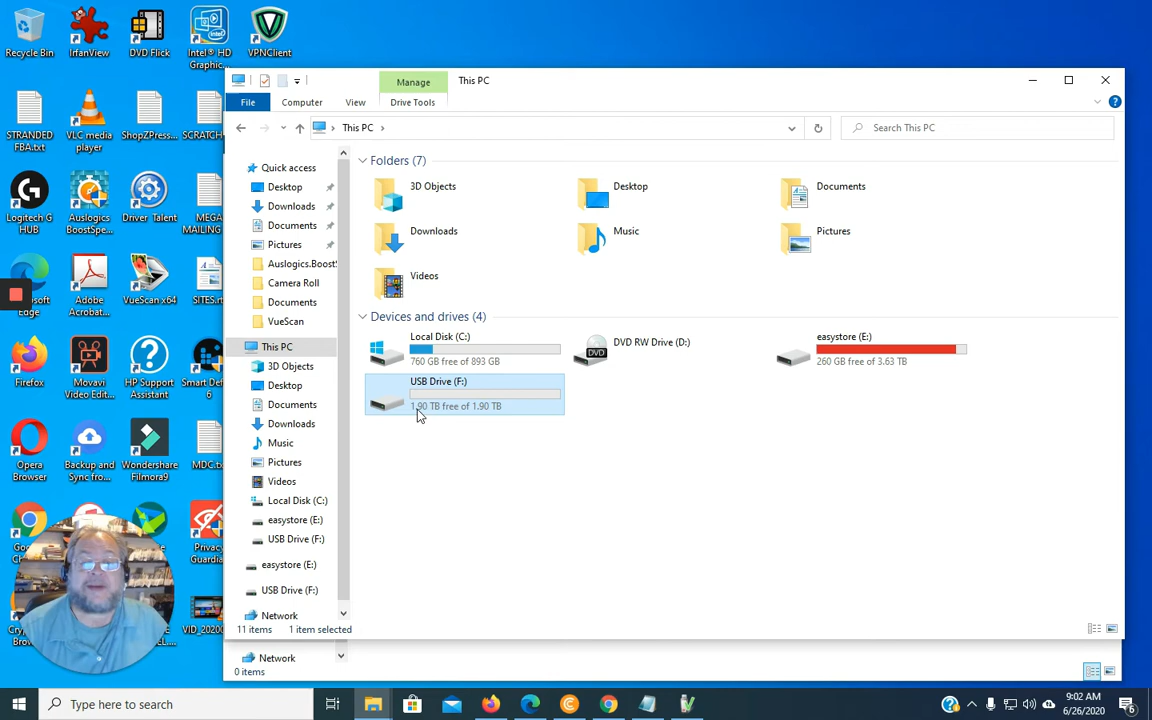 Recycle Bin
IrfanView
DVD Flick
Intel® HD
Graphic...
VPNClient
STRANDED
FBA.txt
VLC media
player
ShopZPress...
SCRATCH
Logitech G
HUB
Auslogics
BoostSpe...
Driver Talent
MEGA
MAILING
Edge
Adobe
Acrobat...
VueScan x64
SITES.rt
Firefox
Movavi
Video Edit...
HP Support
Assistant
Smart Def
6
Opera
Browser
Backup and
Sync from...
Wondershare
Filmora9
MDC.tx
Privacy
Guardia
VID_2020
Manage
This PC
File
Computer
View
Drive Tools
This PC
Search This PC
Quick access
Desktop
Downloads
Documents
Pictures
Auslogics.Boost
Camera Roll
Documents
VueScan
This PC
3D Objects
Desktop
Documents
Downloads
Music
Pictures
Videos
Local Disk (C:)
easystore (E:)
USB Drive (F:)
easystore (E:)
USB Drive (F:)
Network
Folders (7)
3D Objects
Desktop
Documents
Downloads
Music
Pictures
Videos
Devices and drives (4)
Local Disk (C:)
760 GB free of 893 GB
DVD RW Drive (D:)
DVD
easystore (E:)
260 GB free of 3.63 TB
USB Drive (F:)
1.90 TB free of 1.90 TB
11 items
1 item selected
Network
0 items
Type here to search
9:02 AM
6/26/2020
6